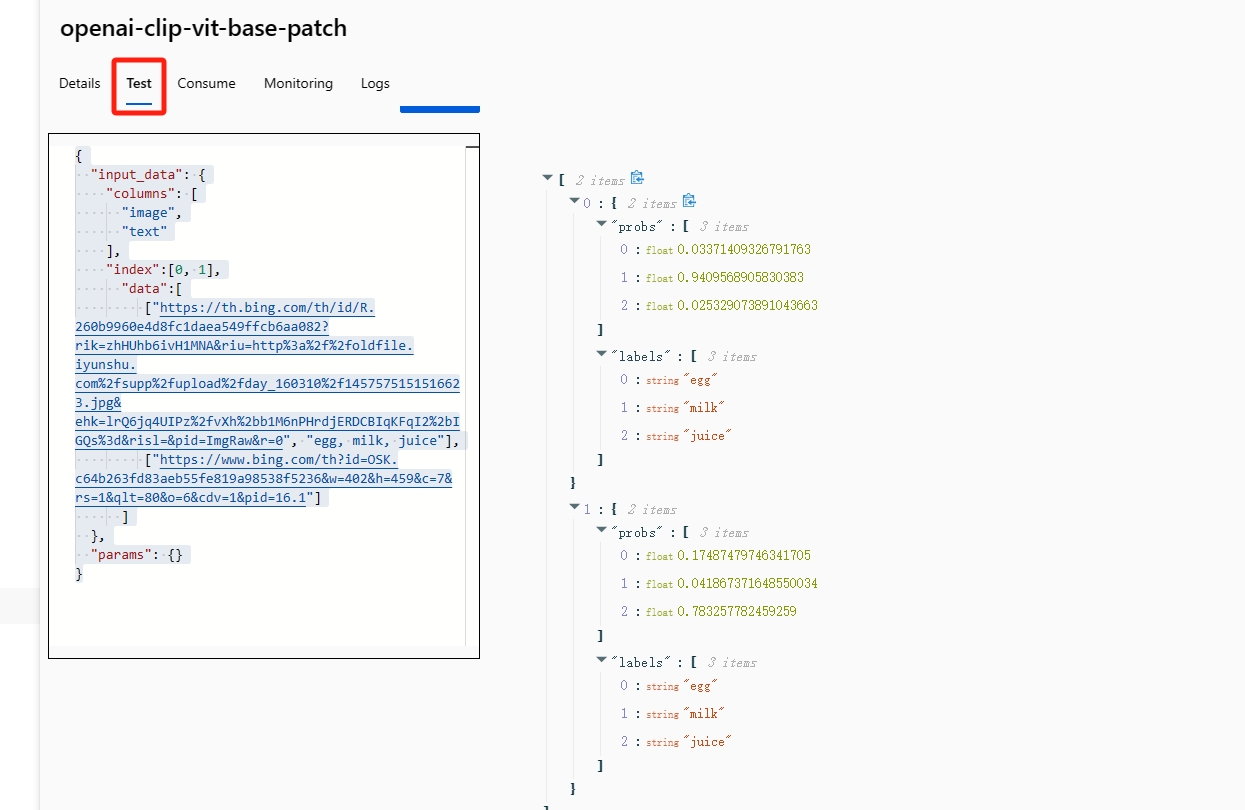 openai-clip-vit-base-patch
Details Test Consume Monitoring Logs
{
"input_data": {
"columns": [
"image",
"text"
],
"index":[0, 1],
"data":[
["https://th.bing.com/th/id/R.
260b9960e4d8fc1daea549ffcb6aa082?
rik=zhHUhb6ivH1MNA&riu=http%3a%2f%2foldfile.
iyunshu.
com%2fsupp%2fupload%2fday_160310%2f145757515151662
3.jpg&
ehk=lrQ6jq4UIPz%2fvXh%2bb1M6nPHrdjERDCBIqKFqI2%2bI
GQs%3d&risl=&pid=ImgRaw&r=0", "egg, milk, juice"],
["https://www.bing.com/th?id=OSK.
c64b263fd83aeb55fe819a98538f5236&w=402&h=459&c=7&
rs=1&qlt=80&o=6&cdv=1&pid=16.1"]
]
},
"params": {}
}
[ 2 items
0 : { 2 items
"probs" : [ 3 items
0 : float 0.03371409326791763
1 : float 0.9409568905830383
2 : float 0.025329073891043663
]
"labels" : [ 3 items
0 : string "egg"
1 : string "milk"
2 : string "juice"
]
}
1 : { 2 items
"probs" : [ 3 items
0 : float 0.17487479746341705
1 : float 0.041867371648550034
2 : float 0.783257782459259
]
"labels" : [ 3 items
0 : string "egg"
1 : string "milk"
2 : string "juice"
]
}